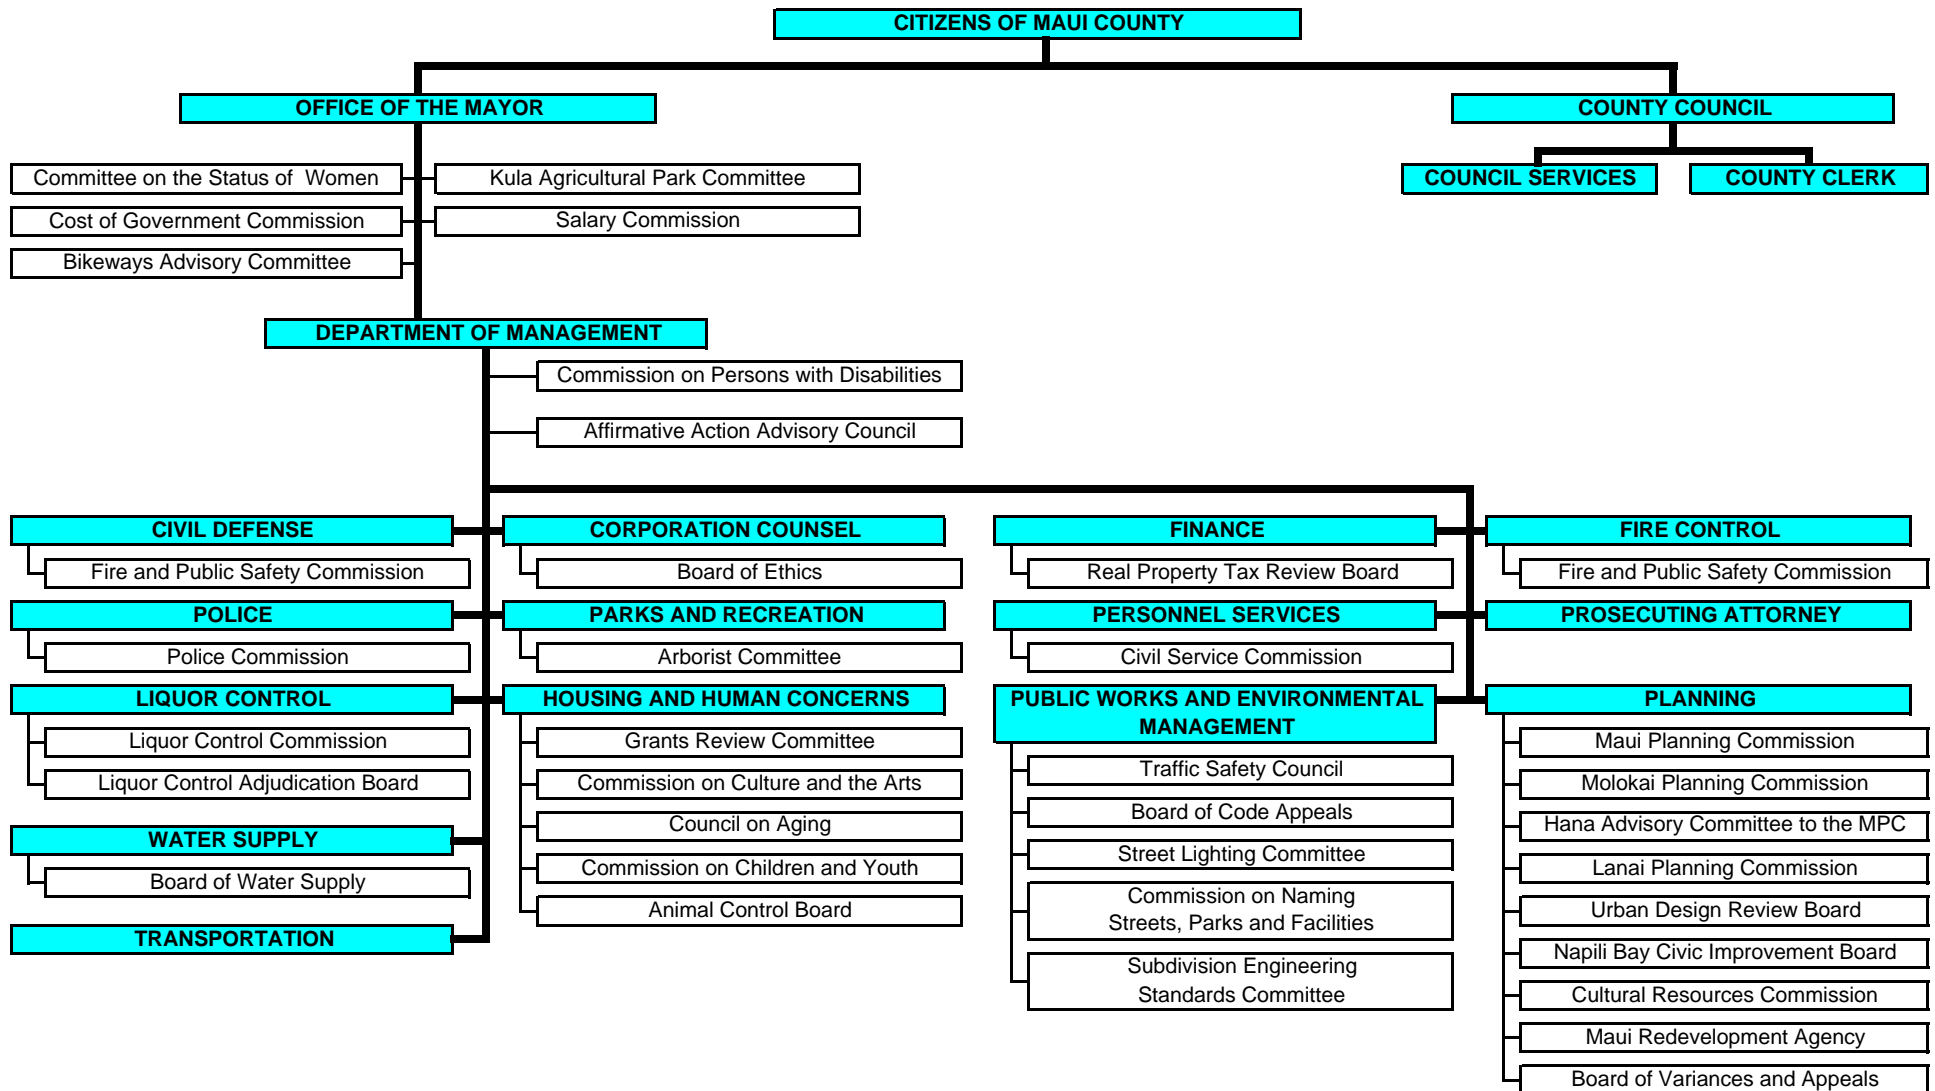 CITIZENS OF MAUI COUNTY
OFFICE OF THE MAYOR
COUNTY COUNCIL
Committee on the Status of  Women
Kula Agricultural Park Committee
COUNCIL SERVICES
COUNTY CLERK
Cost of Government Commission
Salary Commission
Bikeways Advisory Committee
DEPARTMENT OF MANAGEMENT
Commission on Persons with Disabilities
Affirmative Action Advisory Council
CIVIL DEFENSE
Fire and Public Safety Commission
POLICE
Police Commission
LIQUOR CONTROL
Liquor Control Commission
Liquor Control Adjudication Board
WATER SUPPLY
Board of Water Supply
TRANSPORTATION
CORPORATION COUNSEL
Board of Ethics
PARKS AND RECREATION
Arborist Committee
HOUSING AND HUMAN CONCERNS
Grants Review Committee
Commission on Culture and the Arts
Council on Aging
Commission on Children and Youth
Animal Control Board
FINANCE
Real Property Tax Review Board
PERSONNEL SERVICES
Civil Service Commission
PUBLIC WORKS AND ENVIRONMENTAL
MANAGEMENT
Traffic Safety Council
Board of Code Appeals
Street Lighting Committee
Commission on Naming
Streets, Parks and Facilities
Subdivision Engineering
Standards Committee
FIRE CONTROL
Fire and Public Safety Commission
PROSECUTING ATTORNEY
PLANNING
Maui Planning Commission
Molokai Planning Commission
Hana Advisory Committee to the MPC
Lanai Planning Commission
Urban Design Review Board
Napili Bay Civic Improvement Board
Cultural Resources Commission
Maui Redevelopment Agency
Board of Variances and Appeals